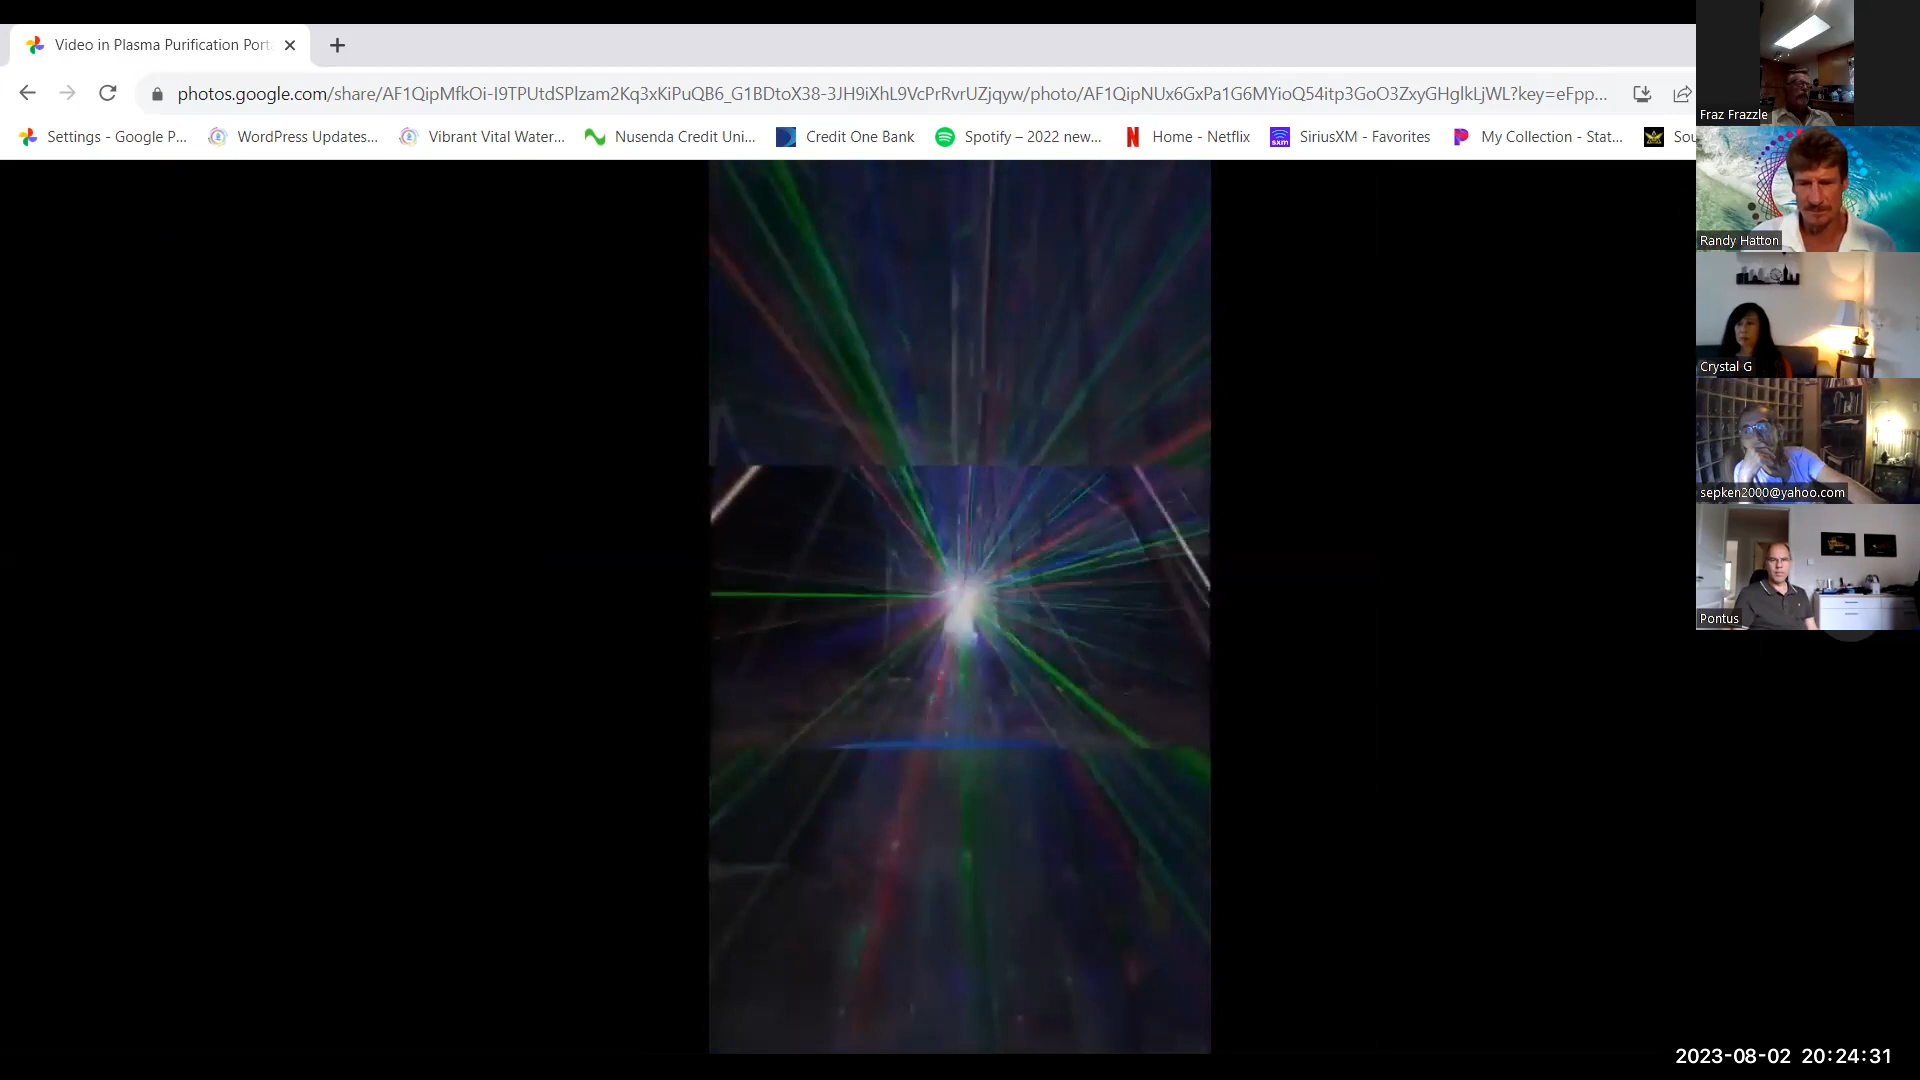 Video in Plasma Purification Port
photos.google.com/share/AF1QipMfkOi-I9TPUtdSPlzam2Kq3xKiPuQB6_G1BDtoX38-3JH9iXhL9VcPrRvrUZjqyw/photo/AF1QipNUx6GxPa1G6MYioQ54itp3GoO3ZxyGHglkLjWL?key=eFpp...
Settings - Google P... WordPress Updates... Vibrant Vital Water... Nusenda Credit Uni... Credit One Bank Spotify – 2022 new... Home - Netflix sxm SiriusXM - Favorites My Collection - Stat... Sou
Fraz Frazzle
Randy Hatton
Crystal G
sepken2000@yahoo.com
Pontus
2023-08-02 20:24:31